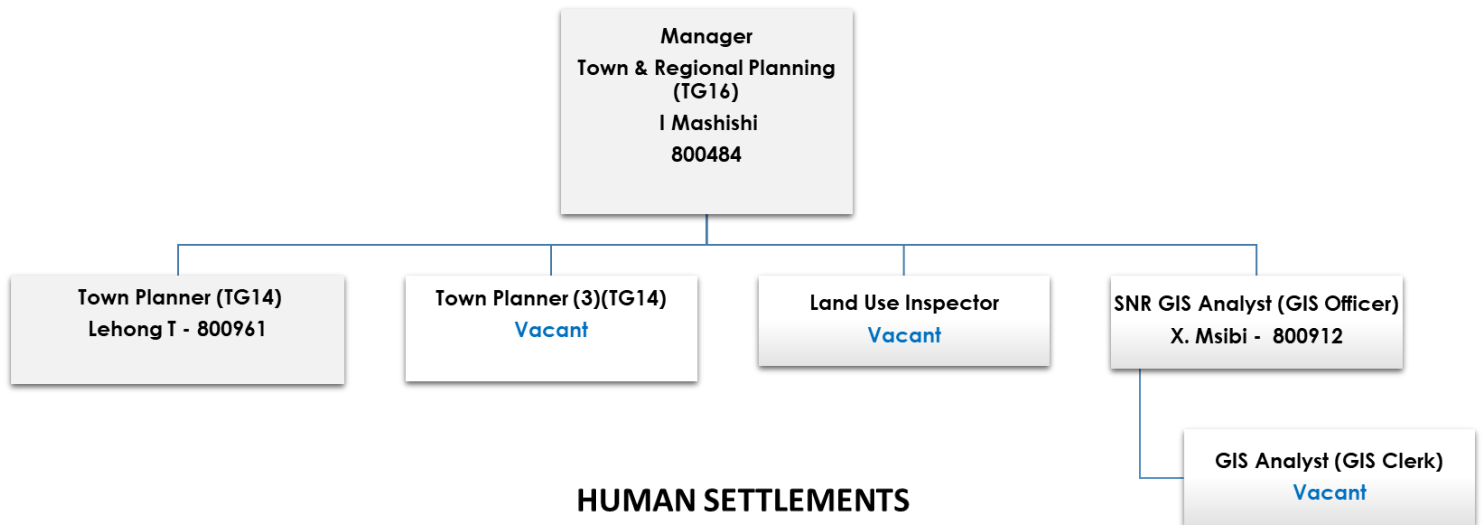 Manager
Town & Regional Planning
(TG16)
I Mashishi
800484
Town Planner (TG14)
Lehong T - 800961
Town Planner (3)(TG14)
Vacant
Land Use Inspector
Vacant
SNR GIS Analyst (GIS Officer)
X. Msibi - 800912
GIS Analyst (GIS Clerk)
Vacant
HUMAN SETTLEMENTS